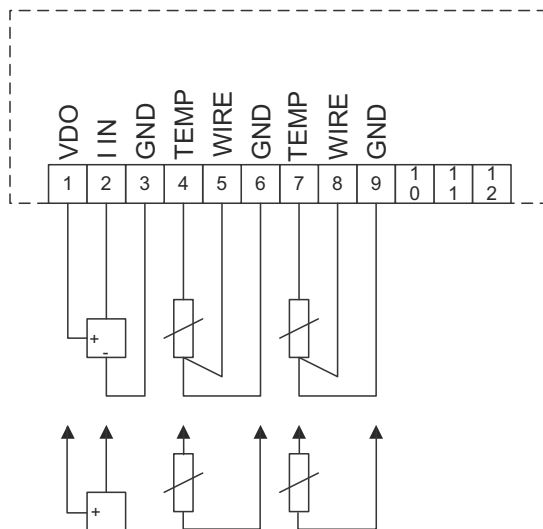 VDO
I IN
GND
TEMP
WIRE
GND
TEMP
WIRE
GND
1 2 3 4 5 6 7 8 9 10 11 12
+
-
+